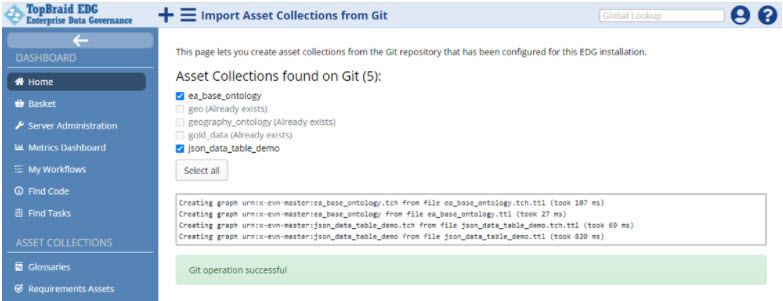 TopBraid EDG
Enterprise Data Governance
Import Asset Collections from Git
Global Lookup
DASHBOARD
Home
Basket
Server Administration
Metrics Dashboard
My Workflows
Find Code
Find Tasks
ASSET COLLECTIONS
Glossaries
Requirements Assets
This page lets you create asset collections from the Git repository that has been configured for this EDG installation.
Asset Collections found on Git (5):
ea_base_ontology
geo (Already exists)
geography_ontology (Already exists)
gold_data (Already exists)
json_data_table_demo
Select all
Creating graph urn:x-evn-master:ea_base_ontology.tch from file ea_base_ontology.tch.ttl (took 107 ms)
Creating graph urn:x-evn-master:ea_base_ontology from file ea_base_ontology.ttl (took 27 ms)
Creating graph urn:x-evn-master:json_data_table_demo.tch from file json_data_table_demo.tch.ttl (took 69 ms)
Creating graph urn:x-evn-master:json_data_table_demo from file json_data_table_demo.ttl (took 820 ms)
Git operation successful